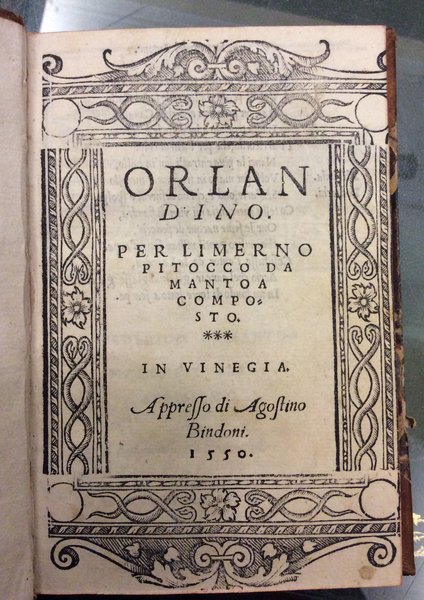 ORLAN
DINO.
PER LIMERNO
PITOCCO DA
MANTOA
COMPO-
STO.
***
IN VINEGIA.
Appresso di Agostino
Bindoni.
1550.